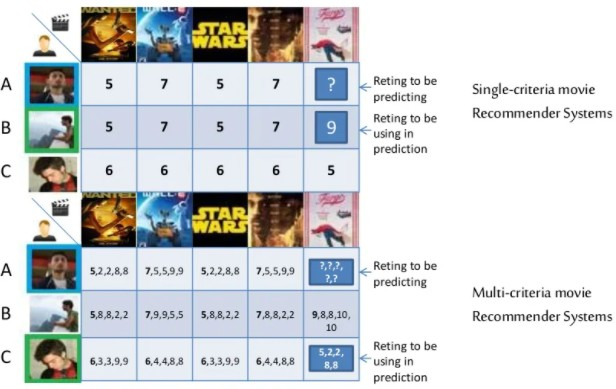 STAR WARS
Fargo
A 5 7 5 7 ?
Reting to be
predicting
Single-criteria movie
Recommender Systems
B 5 7 5 7 9
Reting to be
using in
prediction
C 6 6 6 6 5
WANTED
WALL·E
STAR WARS
Fargo
A 5,2,2,8,8 7,5,5,9,9 5,2,2,8,8 7,5,5,9,9 ?,?,?,
?,?
Reting to be
predicting
Multi-criteria movie
Recommender Systems
B 5,8,8,2,2 7,9,9,5,5 5,8,8,2,2 7,8,8,2,2 9,8,8,10,
10
C 6,3,3,9,9 6,4,4,8,8 6,3,3,9,9 6,4,4,8,8 5,2,2,
8,8
Reting to be
using in
prediction